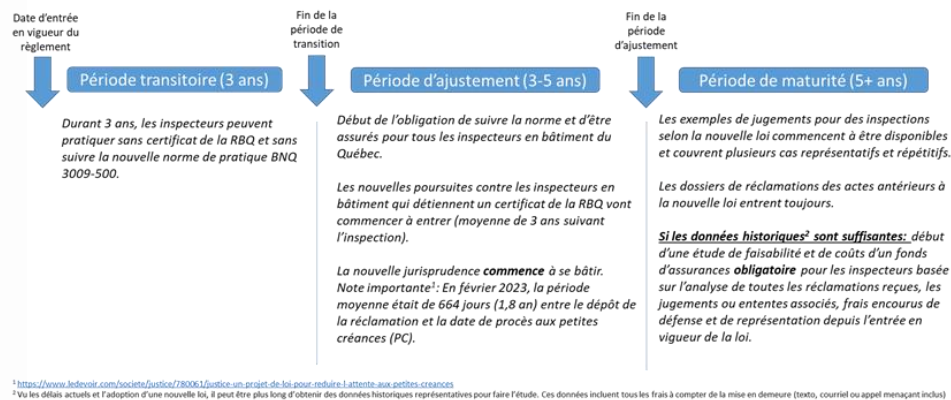 Date d'entrée
en vigueur du
règlement
Fin de la
période de
transition
Fin de la
période
d'ajustement
Période transitoire (3 ans)
Période d'ajustement (3-5 ans)
Période de maturité (5+ ans)
Durant 3 ans, les inspecteurs peuvent
pratiquer sans certificat de la RBQ et sans
suivre la nouvelle norme de pratique BNQ
3009-500.
Début de l'obligation de suivre la norme et d'être
assurés pour tous les inspecteurs en bâtiment du
Québec.
Les nouvelles poursuites contre les inspecteurs en
bâtiment qui détiennent un certificat de la RBQ vont
commencer à entrer (moyenne de 3 ans suivant
l'inspection).
La nouvelle jurisprudence commence à se bâtir.
Note importante¹: En février 2023, la période
moyenne était de 664 jours (1,8 an) entre le dépôt de
la réclamation et la date de procès aux petites
créances (PC).
Les exemples de jugements pour des inspections
selon la nouvelle loi commencent à être disponibles
et couvrent plusieurs cas représentatifs et répétitifs.
Les dossiers de réclamations des actes antérieurs à
la nouvelle loi entrent toujours.
Si les données historiques² sont suffisantes: début
d'une étude de faisabilité et de coûts d'un fonds
d'assurances obligatoire pour les inspecteurs basée
sur l'analyse de toutes les réclamations reçues, les
jugements ou ententes associés, frais encourus de
défense et de représentation depuis l'entrée en
vigueur de la loi.
¹ https://www.ledevoir.com/societe/justice/780061/justice-un-projet-de-loi-pour-reduire-l-attente-aux-petites-creances
² Vu les délais actuels et l'adoption d'une nouvelle loi, il peut être plus long d'obtenir des données historiques représentatives pour faire l'étude. Ces données incluent tous les frais à compter de la mise en demeure (texto, courriel ou appel menaçant inclus)